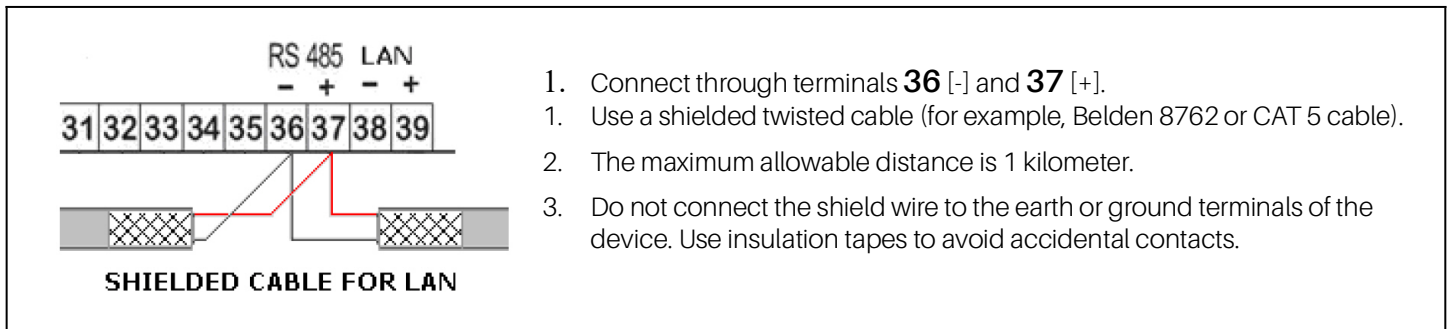 RS 485 LAN
– + – +
31 32 33 34 35 36 37 38 39
SHIELDED CABLE FOR LAN
1. Connect through terminals 36 [-] and 37 [+].
1. Use a shielded twisted cable (for example, Belden 8762 or CAT 5 cable).
2. The maximum allowable distance is 1 kilometer.
3. Do not connect the shield wire to the earth or ground terminals of the
device. Use insulation tapes to avoid accidental contacts.